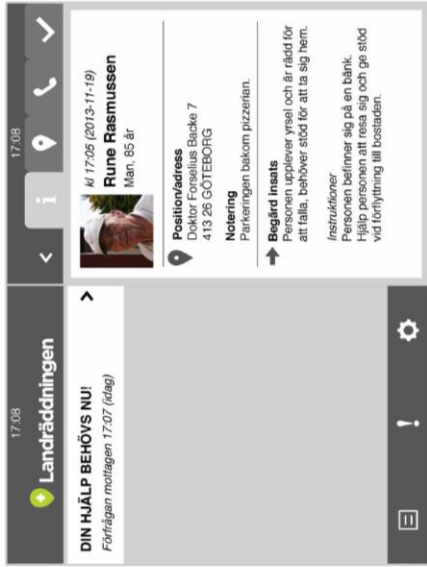 17:08
Landräddningen
DIN HJÄLP BEHÖVS NU!
Förfrågan mottagen 17:07 (idag)
17:08
kl 17:05 (2013-11-19)
Rune Rasmussen
Man, 85 år
Position/adress
Doktor Forselius Backe 7
413 26 GÖTEBORG
Notering
Parkeringen bakom pizzerian.
Begärd insats
Personen upplever yrsel och är rädd för
att falla, behöver stöd för att ta sig hem.
Instruktioner
Personen befinner sig på en bänk.
Hjälp personen att resa sig och ge stöd
vid förflyttning till bostaden.